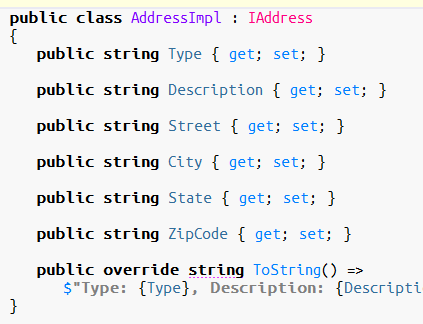 public class AddressImpl : IAddress
{
public string Type { get; set; }
public string Description { get; set; }
public string Street { get; set; }
public string City { get; set; }
public string State { get; set; }
public string ZipCode { get; set; }
public override string ToString() =>
$"Type: {Type}, Description: {Descripti
}